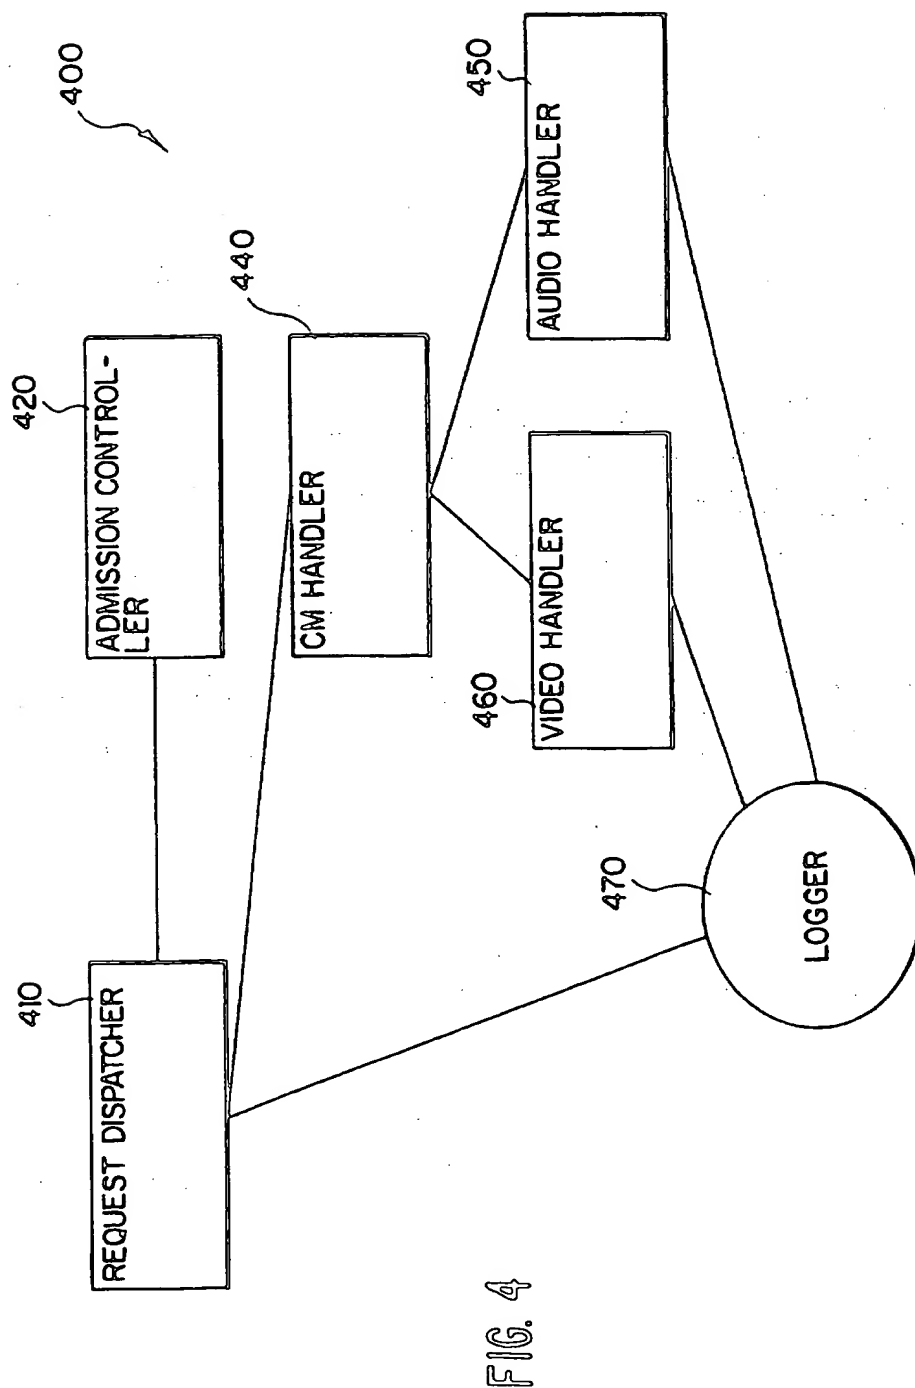 400
410
REQUEST DISPATCHER
420
ADMISSION CONTROL-
LER
440
CM HANDLER
460
VIDEO HANDLER
450
AUDIO HANDLER
470
LOGGER
FIG. 4